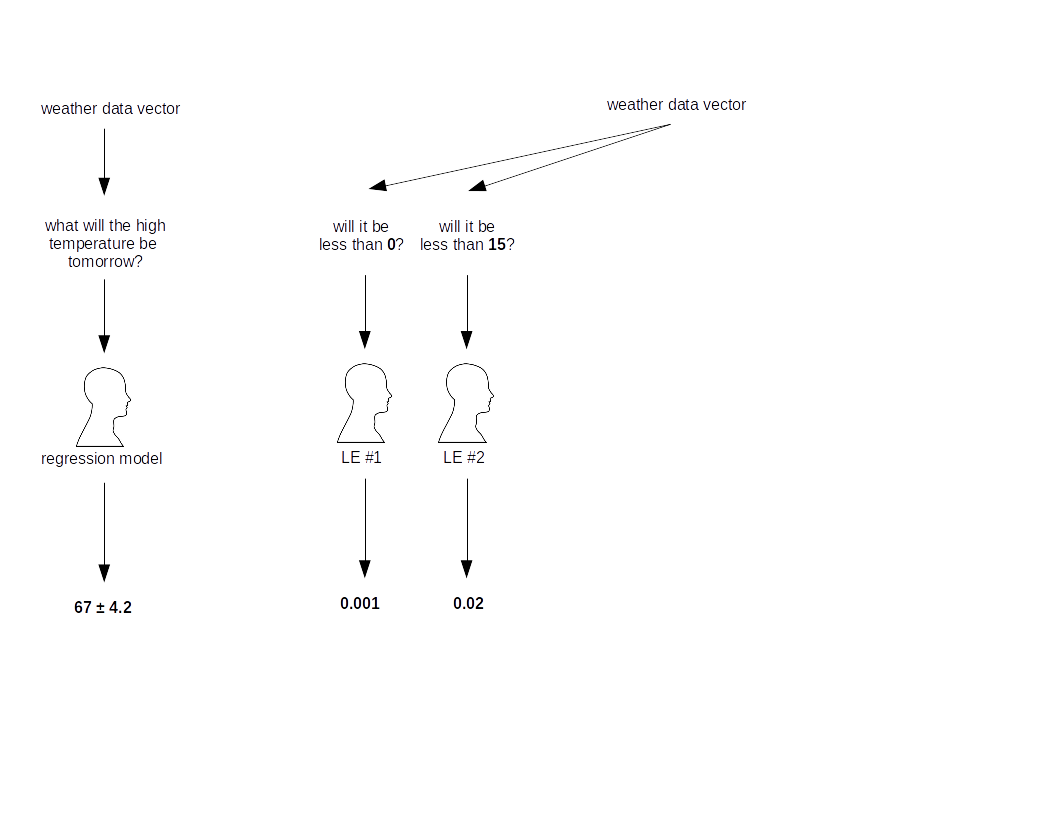 weather data vector
what will the high
temperature be
tomorrow?
regression model
67 ± 4.2
weather data vector
will it be
less than 0?
LE #1
0.001
will it be
less than 15?
LE #2
0.02